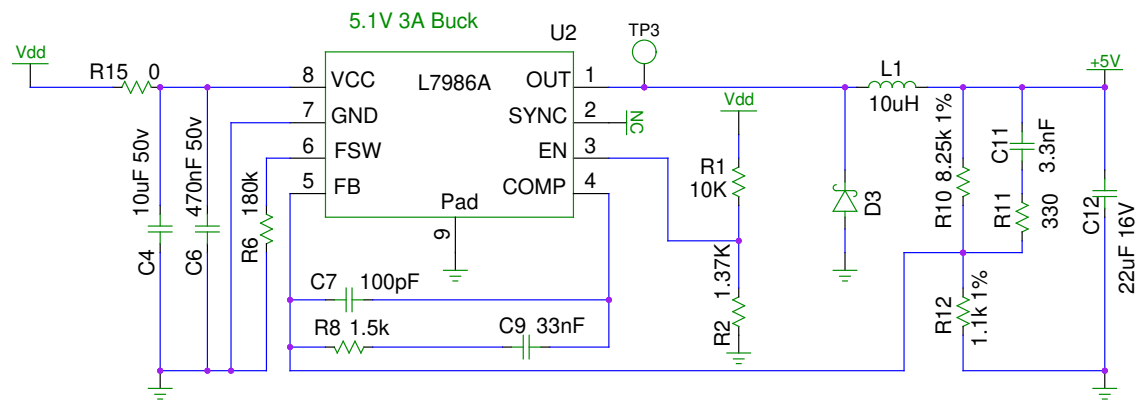 5.1V 3A Buck
U2
TP3
Vdd
R15 0
8 VCC
L7986A
OUT 1
L1
10uH
+5V
7 GND
SYNC 2
NC
Vdd
6 FSW
EN 3
5 FB
COMP 4
Pad
9
10uF 50v
C4
470nF 50v
C6
180k
R6
R1
10K
D3
8.25k 1%
R10
C11
3.3nF
R11
330
C12
22uF 16V
C7 100pF
R8 1.5k
C9 33nF
1.37K
R2
R12
1.1k 1%